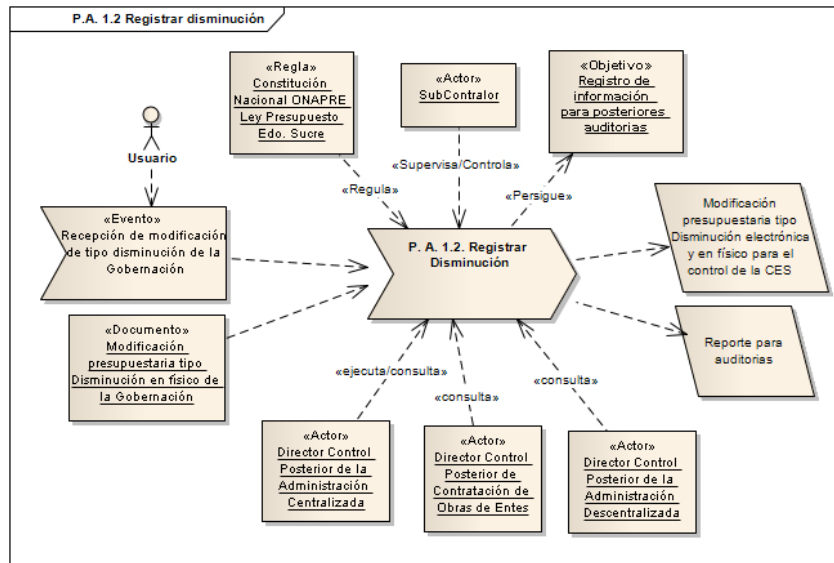 P.A. 1.2 Registrar disminución
«Regla»
Constitución
Nacional ONAPRE
Ley Presupuesto
Edo. Sucre
«Actor»
SubContralor
«Objetivo»
Registro de
información
para posteriores
auditorias
Usuario
«Supervisa/Controla»
«Regula»
«Persigue»
«Evento»
Recepción de modificación
de tipo disminución de la
Gobernación
P. A. 1.2. Registrar
Disminución
Modificación
presupuestaria tipo
Disminución electrónica
y en físico para el
control de la CES
«Documento»
Modificación
presupuestaria tipo
Disminución en físico de
la Gobernación
Reporte para
auditorias
«ejecuta/consulta»
«consulta»
«consulta»
«Actor»
Director Control
Posterior de la
Administración
Centralizada
«Actor»
Director Control
Posterior de
Contratación de
Obras de Entes
«Actor»
Director Control
Posterior de la
Administración
Descentralizada